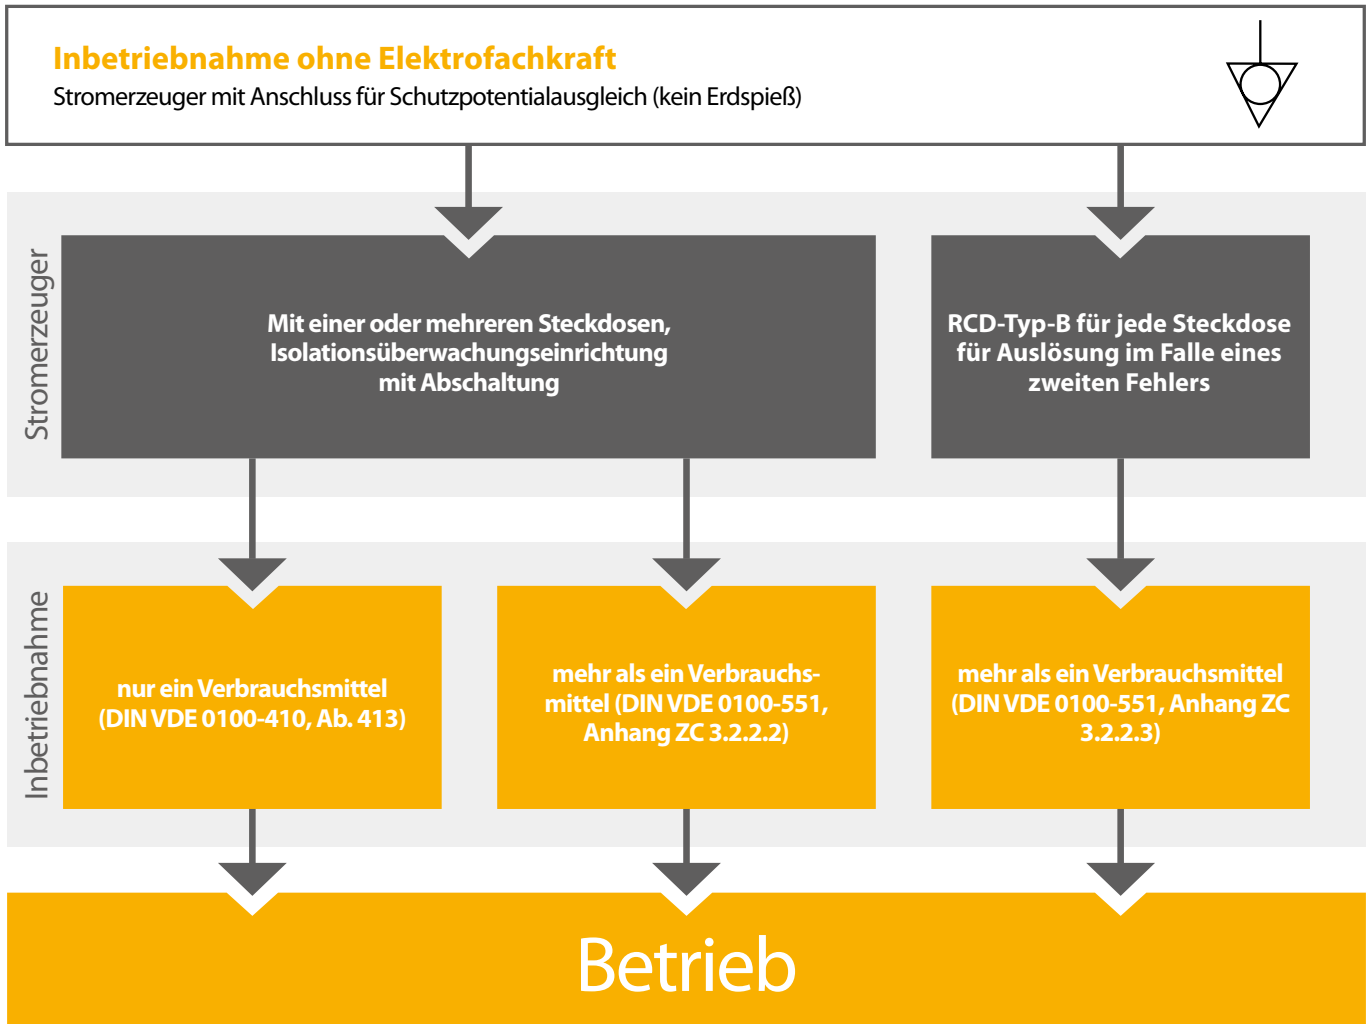 Inbetriebnahme ohne Elektrofachkraft
Stromerzeuger mit Anschluss für Schutzpotentialausgleich (kein Erdspieß)
Stromerzeuger
Mit einer oder mehreren Steckdosen,
Isolationsüberwachungseinrichtung
mit Abschaltung
RCD-Typ-B für jede Steckdose
für Auslösung im Falle eines
zweiten Fehlers
Inbetriebnahme
nur ein Verbrauchsmittel
(DIN VDE 0100-410, Ab. 413)
mehr als ein Verbrauchs-
mittel (DIN VDE 0100-551,
Anhang ZC 3.2.2.2)
mehr als ein Verbrauchsmittel
(DIN VDE 0100-551, Anhang ZC
3.2.2.3)
Betrieb